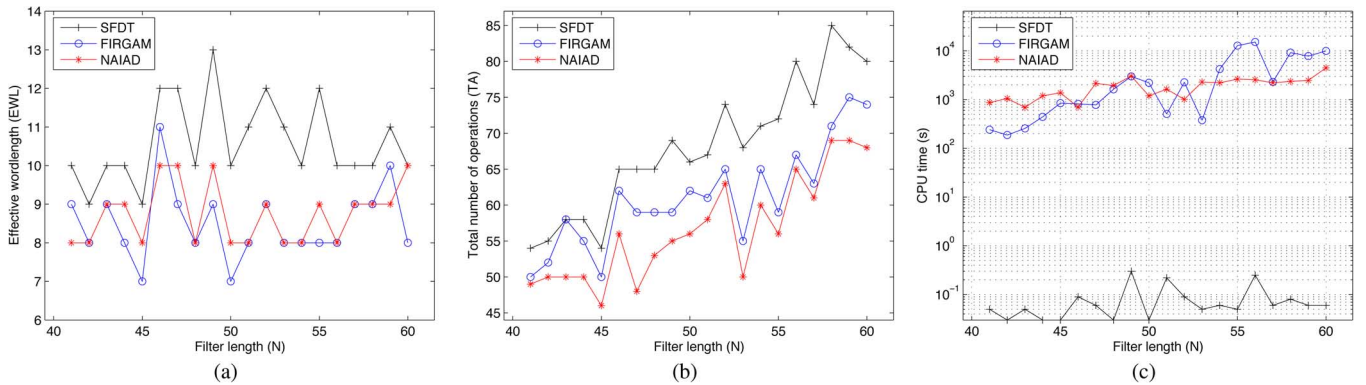 14
13
12
11
10
9
8
7
6
Effective wordlength (EWL)
SFDT
FIRGAM
NAIAD
40
45
50
55
60
Filter length (N)
(a)
85
80
75
70
65
60
55
50
45
Total number of operations (TA)
SFDT
FIRGAM
NAIAD
40
45
50
55
60
Filter length (N)
(b)
10^4
10^3
10^2
10^1
10^0
10^-1
CPU time (s)
SFDT
FIRGAM
NAIAD
40
45
50
55
60
Filter length (N)
(c)